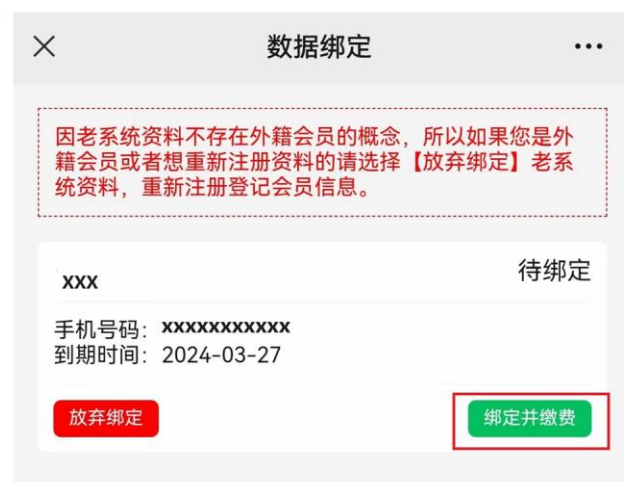 数据绑定
因老系统资料不存在外籍会员的概念，所以如果您是外
籍会员或者想重新注册资料的请选择【放弃绑定】老系
统资料，重新注册登记会员信息。
xxx 待绑定
手机号码：xxxxxxxxxxx
到期时间：2024-03-27
放弃绑定 绑定并缴费